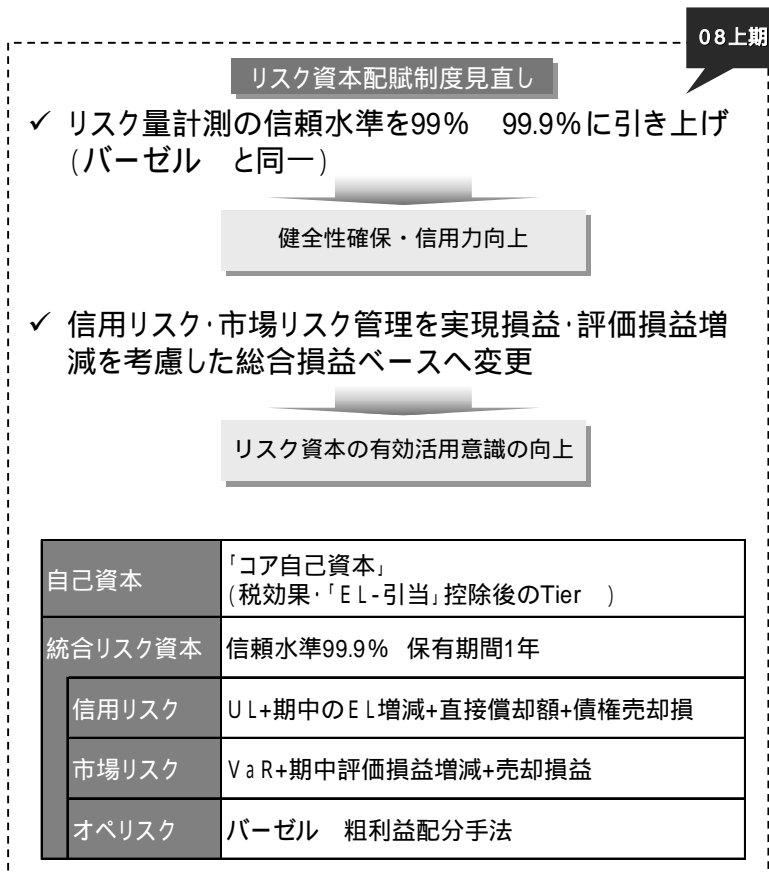 08上期
リスク資本配賦制度見直し
✓ リスク量計測の信頼水準を99%　99.9%に引き上げ
(バーゼル　と同一)
健全性確保・信用力向上
✓ 信用リスク・市場リスク管理を実現損益・評価損益増
減を考慮した総合損益ベースへ変更
リスク資本の有効活用意識の向上
自己資本
「コア自己資本」
(税効果・「EL-引当」控除後のTier　)
統合リスク資本 信頼水準99.9%　保有期間1年
信用リスク UL+期中のEL増減+直接償却額+債権売却損
市場リスク VaR+期中評価損益増減+売却損益
オペリスク バーゼル　粗利益配分手法